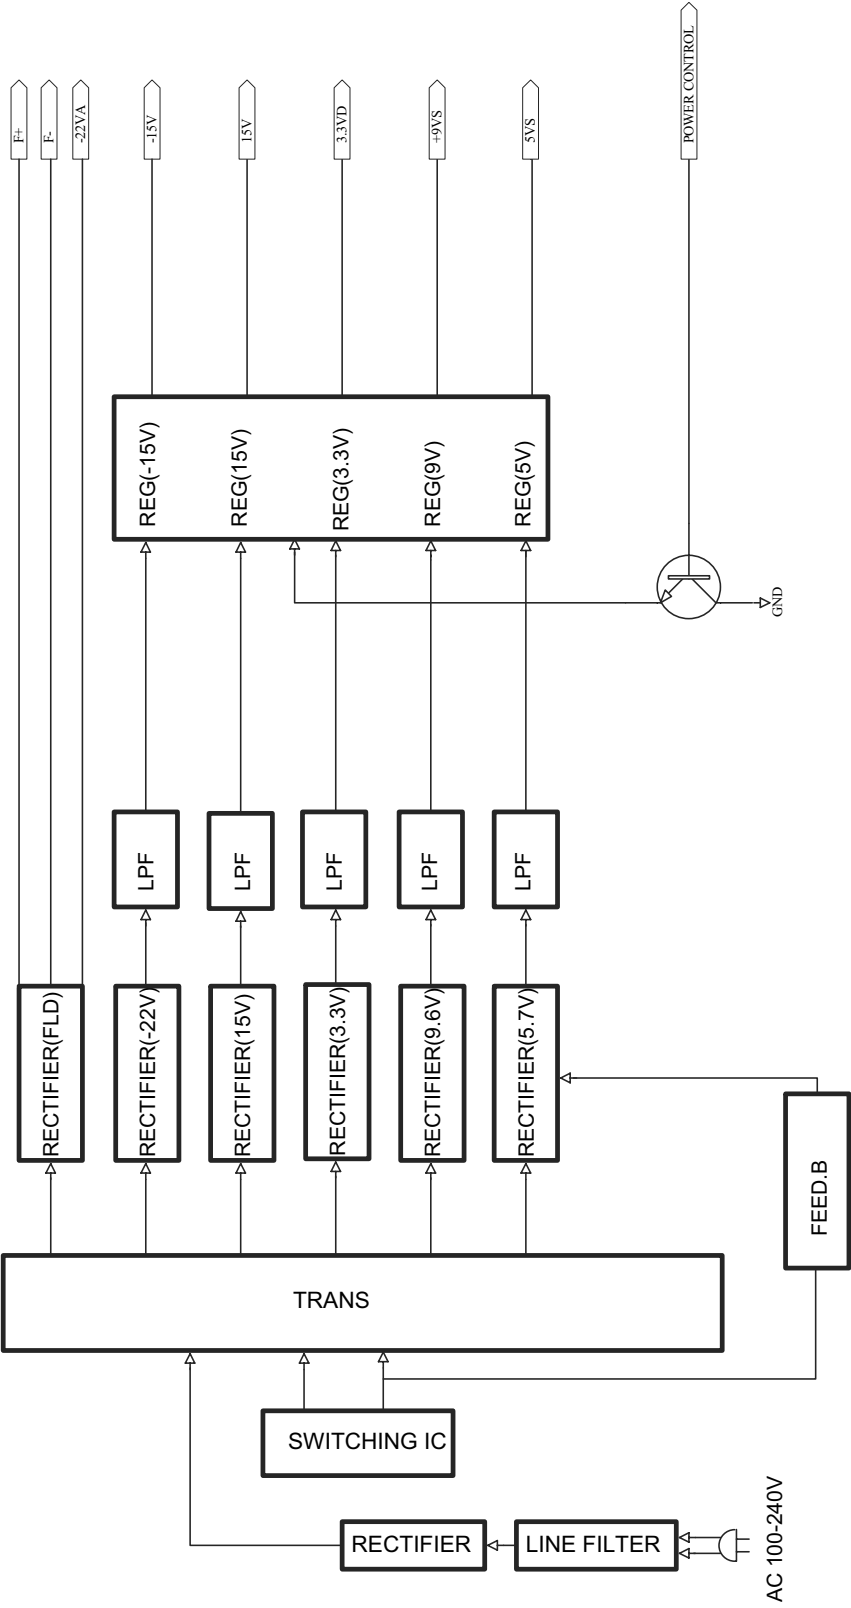 F+
F-
-22VA
-15V
15V
3.3VD
+9VS
5VS
POWER CONTROL
REG(-15V)
REG(15V)
REG(3.3V)
REG(9V)
REG(5V)
GND
LPF
LPF
LPF
LPF
LPF
RECTIFIER(FLD)
RECTIFIER(-22V)
RECTIFIER(15V)
RECTIFIER(3.3V)
RECTIFIER(9.6V)
RECTIFIER(5.7V)
FEED.B
TRANS
SWITCHING IC
RECTIFIER
LINE FILTER
AC 100-240V